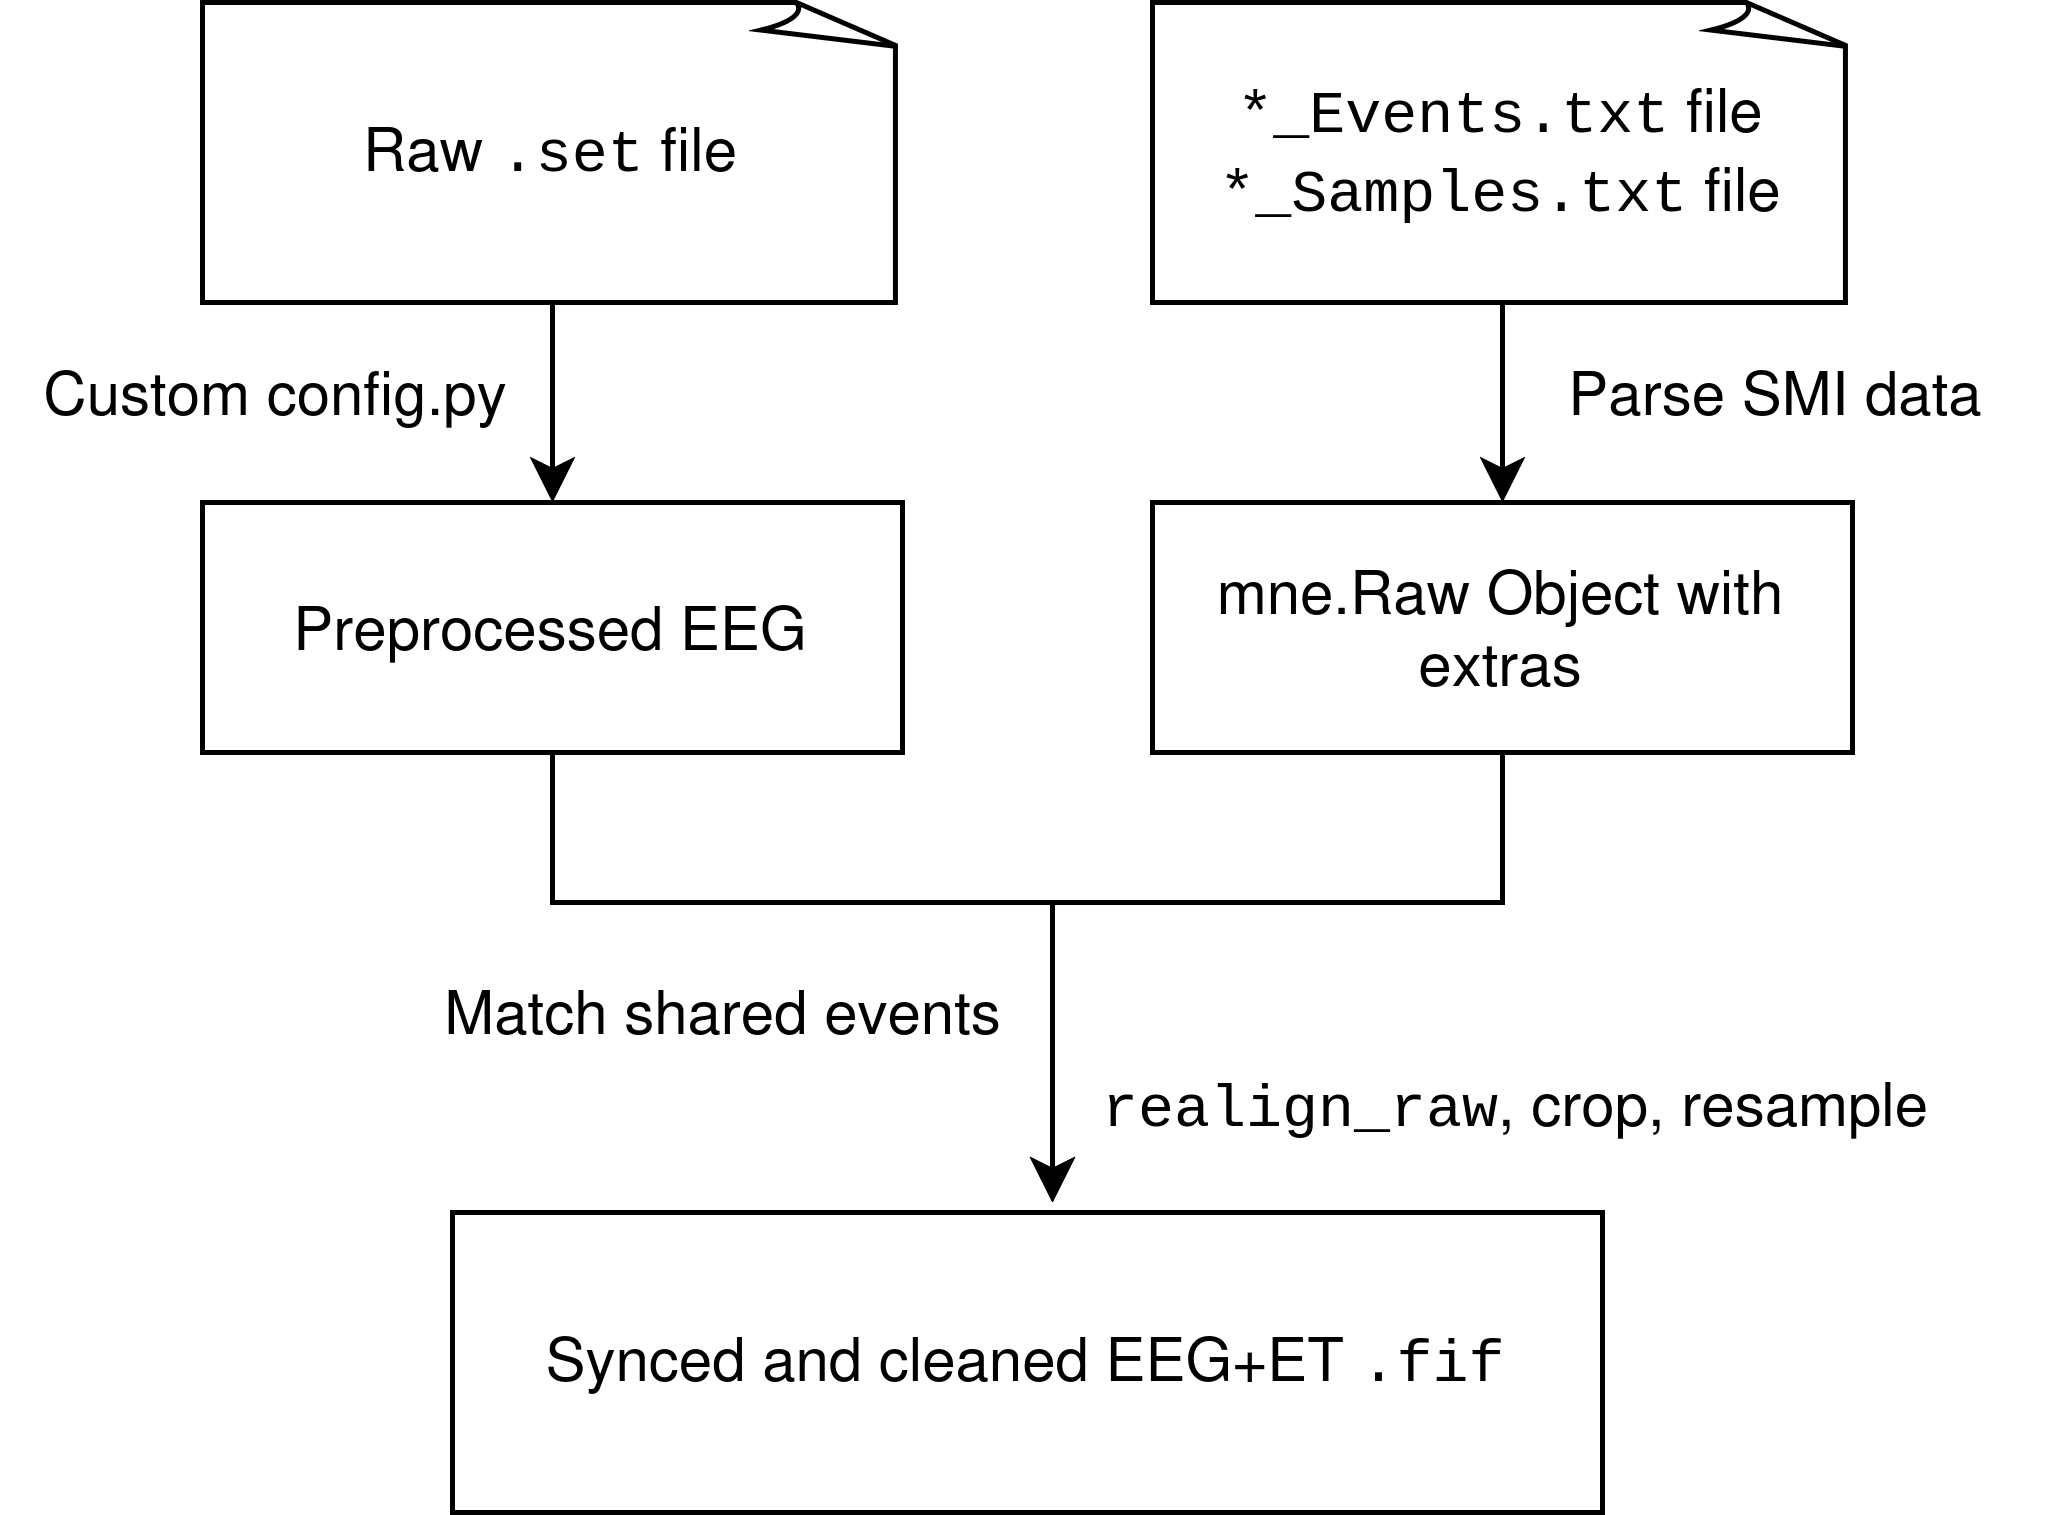 Raw .set file
*_Events.txt file
*_Samples.txt file
Custom config.py
Parse SMI data
Preprocessed EEG
mne.Raw Object with
extras
Match shared events
realign_raw, crop, resample
Synced and cleaned EEG+ET .fif